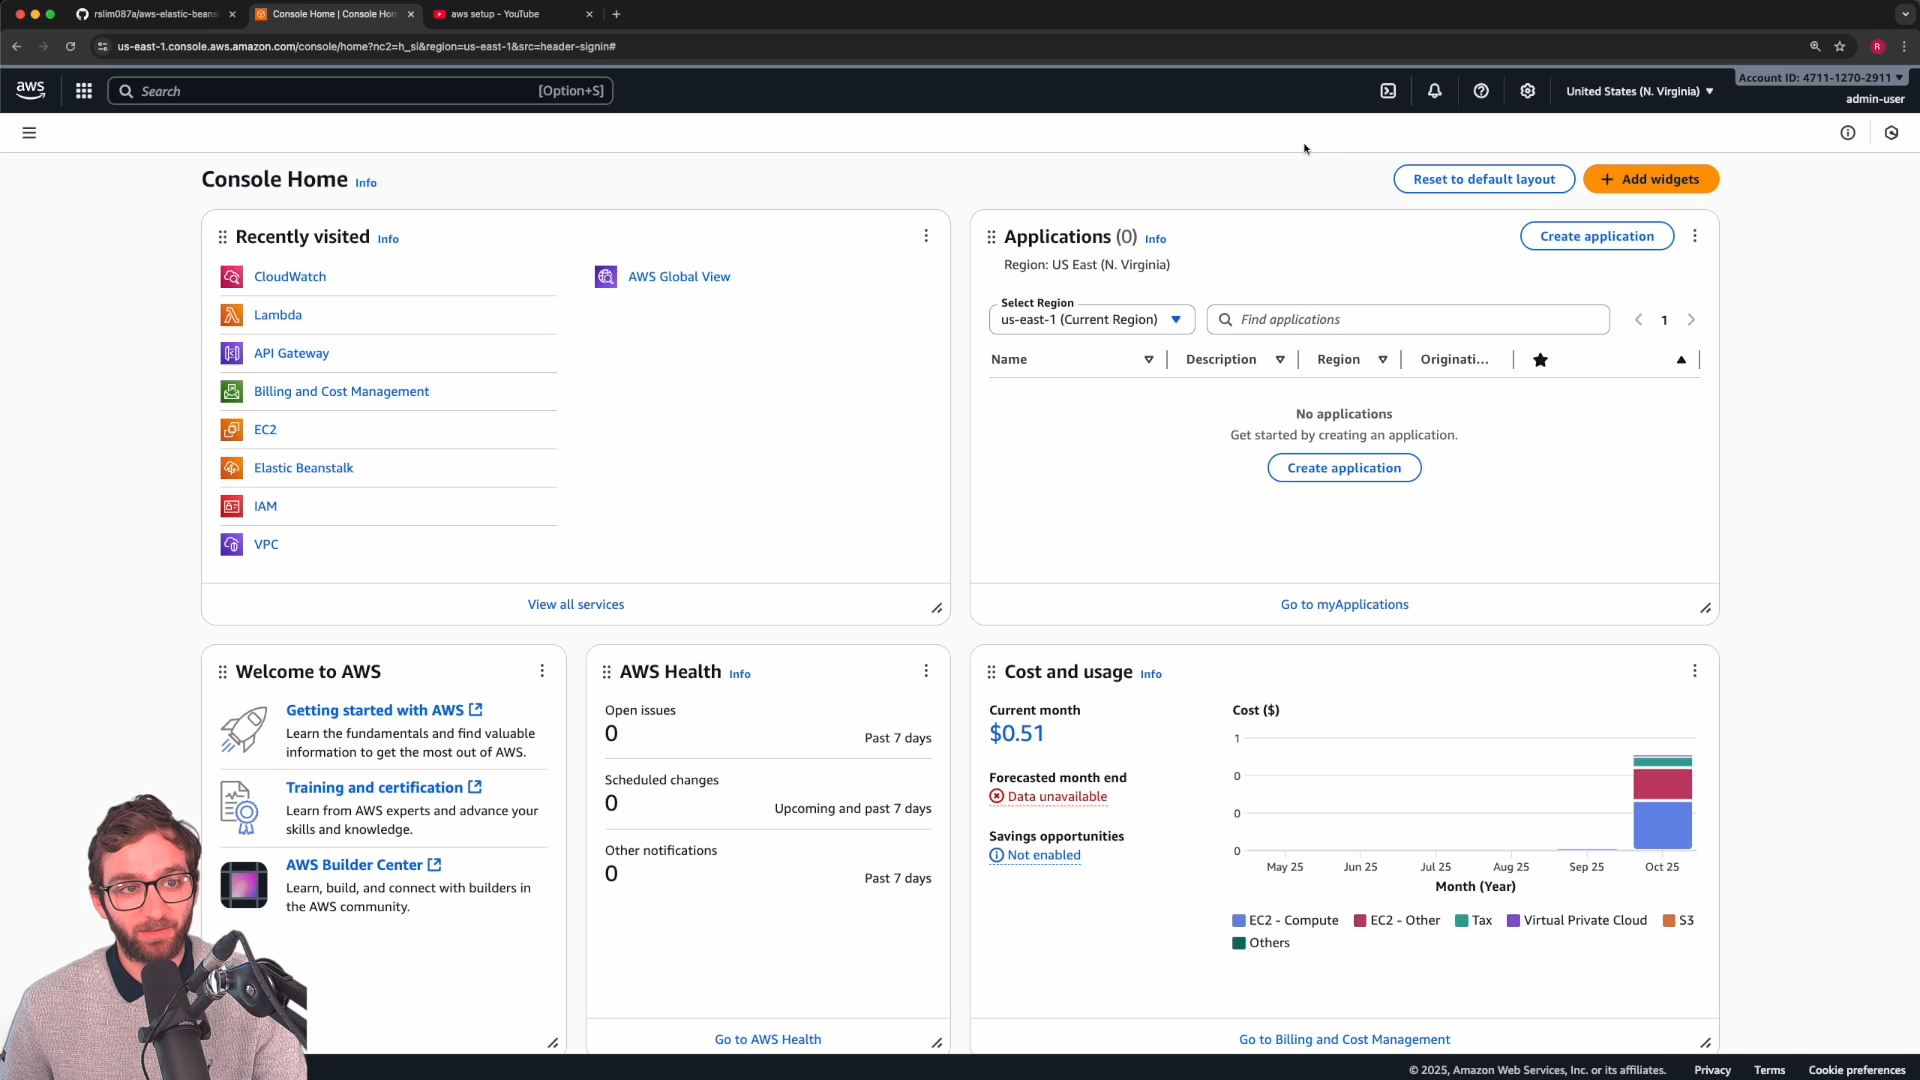 rslim087a/aws-elastic-beans
Console Home | Console Hom
aws setup - YouTube
us-east-1.console.aws.amazon.com/console/home?nc2=h_si&region=us-east-1&src=header-signin#
R
aws
Search
[Option+S]
United States (N. Virginia)
Account ID: 4711-1270-2911
admin-user
Console Home Info
Reset to default layout
+ Add widgets
Recently visited Info
CloudWatch
Lambda
API Gateway
Billing and Cost Management
EC2
Elastic Beanstalk
IAM
VPC
AWS Global View
View all services
Applications (0) Info
Create application
Region: US East (N. Virginia)
Select Region
us-east-1 (Current Region)
Find applications
1
Name
Description
Region
Originati...
No applications
Get started by creating an application.
Create application
Go to myApplications
Welcome to AWS
Getting started with AWS
Learn the fundamentals and find valuable
information to get the most out of AWS.
Training and certification
Learn from AWS experts and advance your
skills and knowledge.
AWS Builder Center
Learn, build, and connect with builders in
the AWS community.
AWS Health Info
Open issues
0
Past 7 days
Scheduled changes
0
Upcoming and past 7 days
Other notifications
0
Past 7 days
Go to AWS Health
Cost and usage Info
Current month
$0.51
Forecasted month end
Data unavailable
Savings opportunities
Not enabled
Cost ($)
1
0
0
0
May 25
Jun 25
Jul 25
Aug 25
Sep 25
Oct 25
Month (Year)
EC2 - Compute
EC2 - Other
Tax
Virtual Private Cloud
S3
Others
Go to Billing and Cost Management
© 2025, Amazon Web Services, Inc. or its affiliates.
Privacy
Terms
Cookie preferences